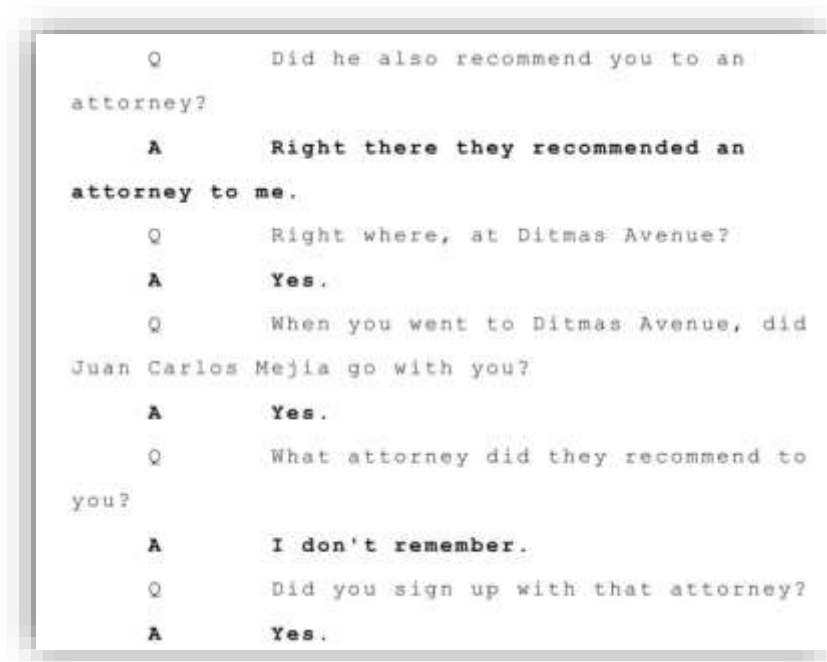 Q Did he also recommend you to an
attorney?
A Right there they recommended an
attorney to me.
Q Right where, at Ditmas Avenue?
A Yes.
Q When you went to Ditmas Avenue, did
Juan Carlos Mejia go with you?
A Yes.
Q What attorney did they recommend to
you?
A I don't remember.
Q Did you sign up with that attorney?
A Yes.